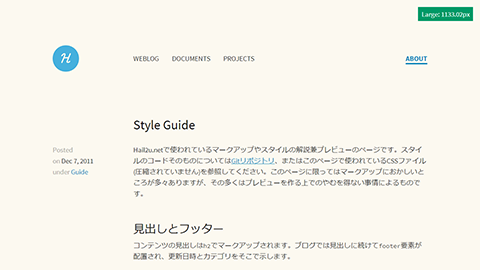 Large: 1133.02px
H
WEBLOG DOCUMENTS PROJECTS ABOUT
Style Guide
Posted
on Dec 7, 2011
under Guide
Hail2u.netで使われているマークアップやスタイルの解説兼プレビューのページです。スタイ
ルのコードそのものについてはGitリポジトリ、またはこのページで使われているCSSファイル
(圧縮されていません)を参照してください。このページに限ってはマークアップにおかしいと
ころが多々ありますが、その多くはプレビューを作る上でのやむを得ない事情によるもので
す。
見出しとフッター
コンテンツの見出しはh2でマークアップされます。ブログでは見出しに続けてfooter要素が
配置され、更新日時とカテゴリをそこで示します。